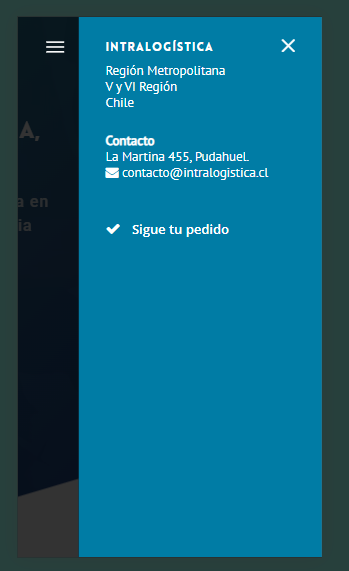 INTRALOGÍSTICA
Región Metropolitana
V y VI Región
Chile
Contacto
La Martina 455, Pudahuel.
contacto@intralogistica.cl
Sigue tu pedido
A,
a en
ia